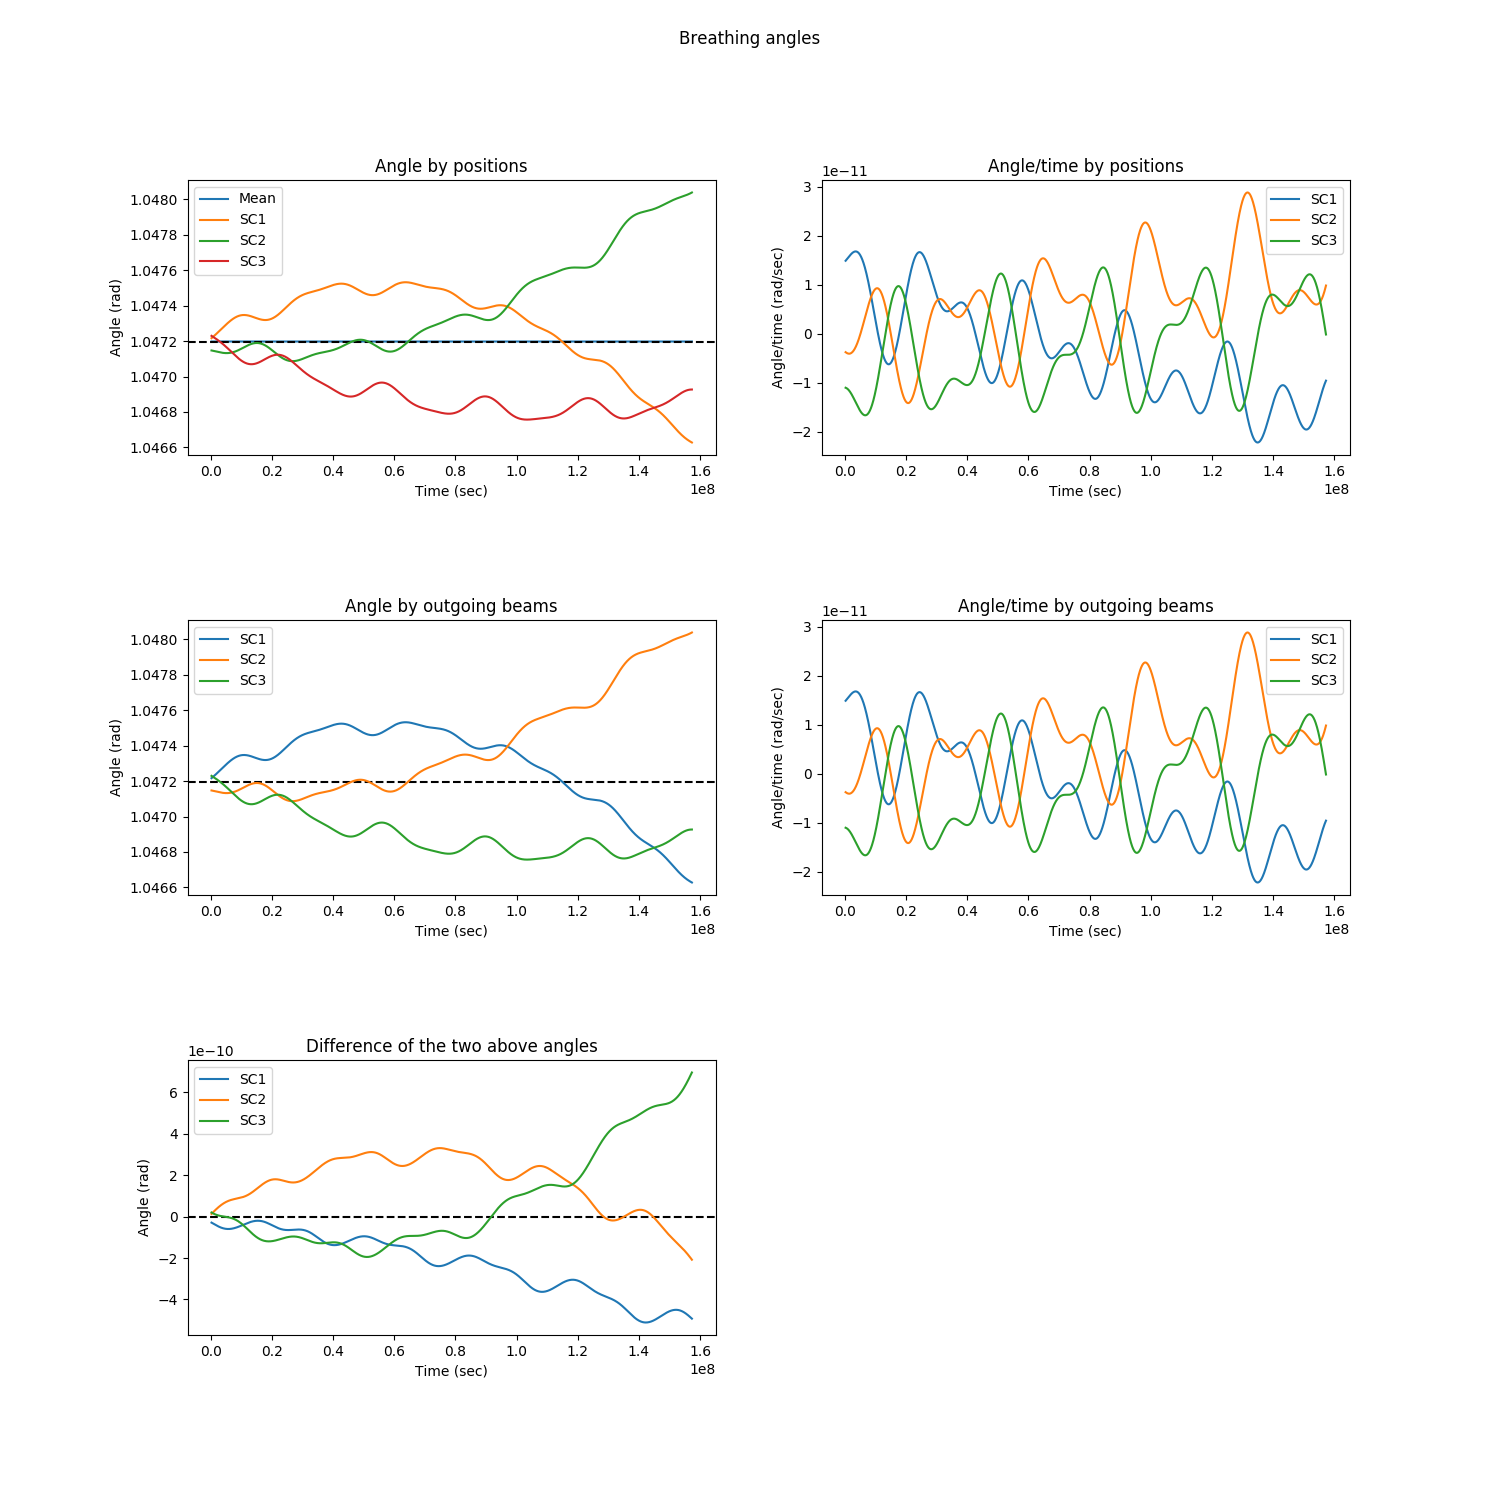 Breathing angles
Angle by positions
Angle (rad)
1.0480
1.0478
1.0476
1.0474
1.0472
1.0470
1.0468
1.0466
Mean
SC1
SC2
SC3
0.0 0.2 0.4 0.6 0.8 1.0 1.2 1.4 1.6
1e8
Time (sec)
Angle/time by positions
1e−11
Angle/time (rad/sec)
3
2
1
0
−1
−2
SC1
SC2
SC3
0.0 0.2 0.4 0.6 0.8 1.0 1.2 1.4 1.6
1e8
Time (sec)
Angle by outgoing beams
Angle (rad)
1.0480
1.0478
1.0476
1.0474
1.0472
1.0470
1.0468
1.0466
SC1
SC2
SC3
0.0 0.2 0.4 0.6 0.8 1.0 1.2 1.4 1.6
1e8
Time (sec)
Angle/time by outgoing beams
1e−11
Angle/time (rad/sec)
3
2
1
0
−1
−2
SC1
SC2
SC3
0.0 0.2 0.4 0.6 0.8 1.0 1.2 1.4 1.6
1e8
Time (sec)
Difference of the two above angles
1e−10
Angle (rad)
6
4
2
0
−2
−4
SC1
SC2
SC3
0.0 0.2 0.4 0.6 0.8 1.0 1.2 1.4 1.6
1e8
Time (sec)